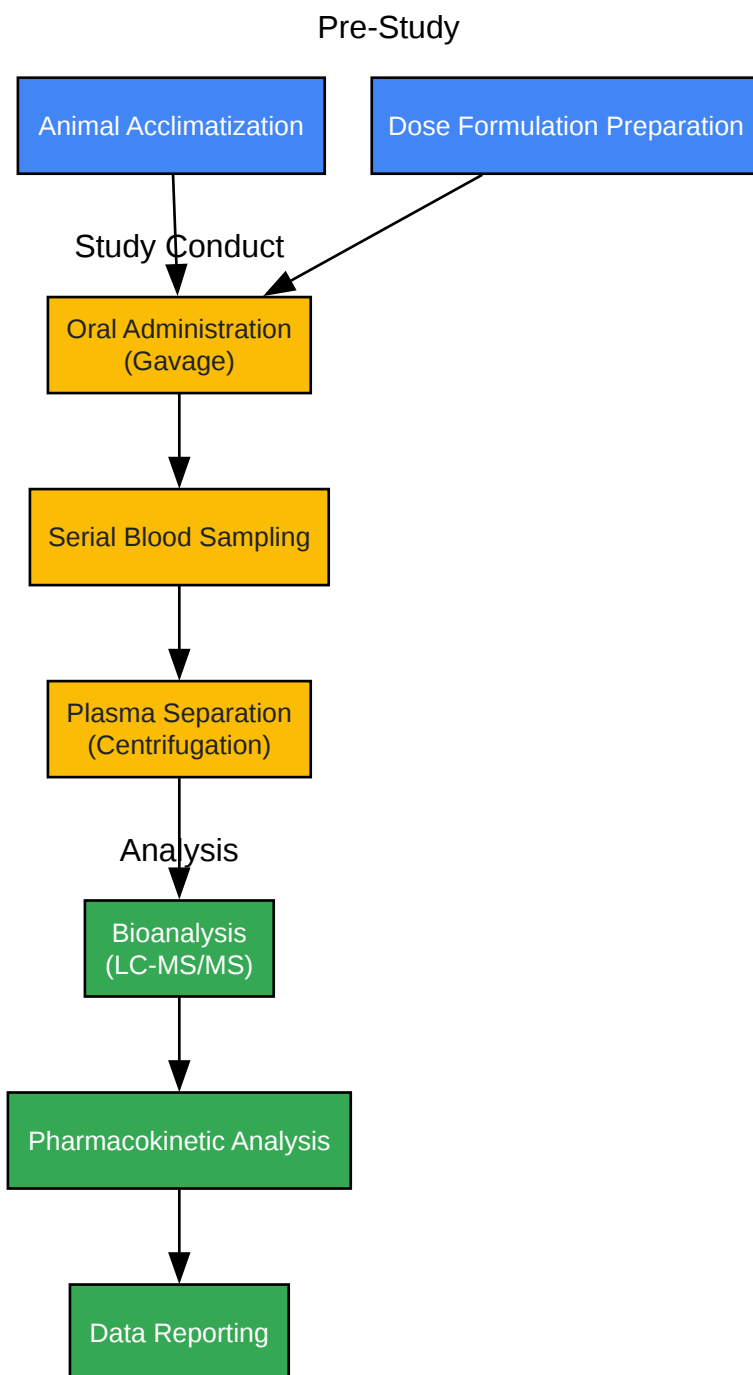 Pre-Study
Animal Acclimatization
Dose Formulation Preparation
Study Conduct
Oral Administration
(Gavage)
Serial Blood Sampling
Plasma Separation
(Centrifugation)
Analysis
Bioanalysis
(LC-MS/MS)
Pharmacokinetic Analysis
Data Reporting